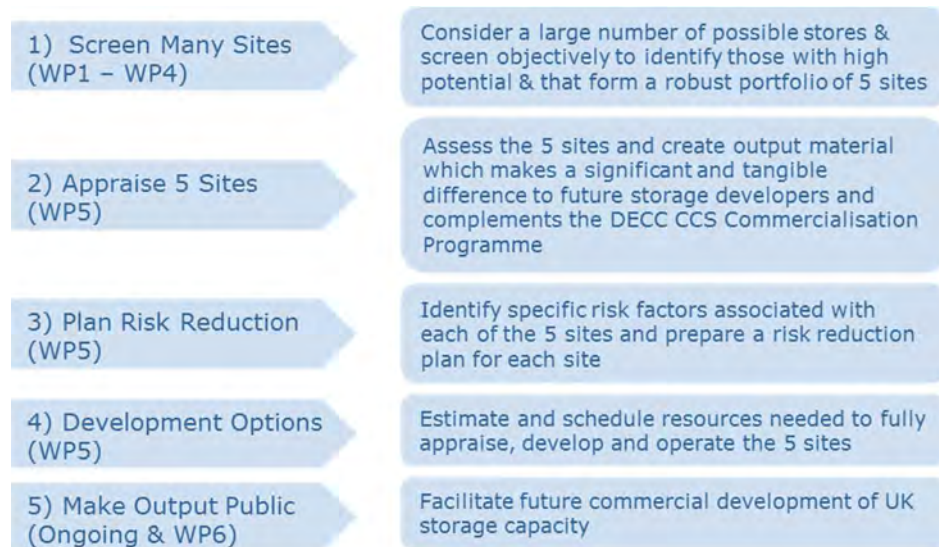 1) Screen Many Sites
(WP1 – WP4)
Consider a large number of possible stores &
screen objectively to identify those with high
potential & that form a robust portfolio of 5 sites
2) Appraise 5 Sites
(WP5)
Assess the 5 sites and create output material
which makes a significant and tangible
difference to future storage developers and
complements the DECC CCS Commercialisation
Programme
3) Plan Risk Reduction
(WP5)
Identify specific risk factors associated with
each of the 5 sites and prepare a risk reduction
plan for each site
4) Development Options
(WP5)
Estimate and schedule resources needed to fully
appraise, develop and operate the 5 sites
5) Make Output Public
(Ongoing & WP6)
Facilitate future commercial development of UK
storage capacity